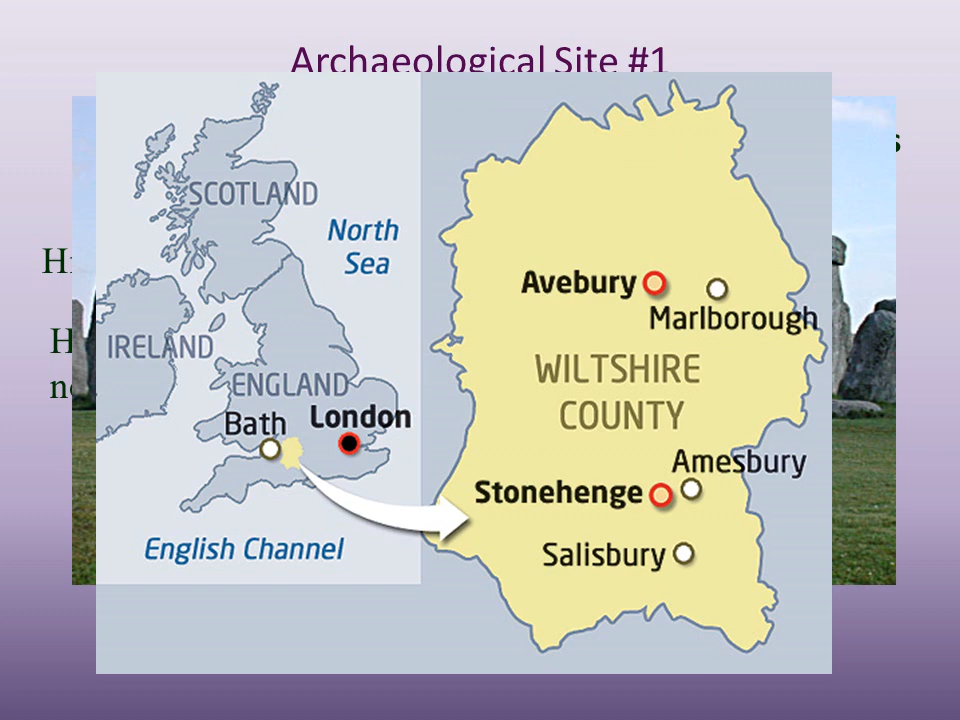 Archaeological Site #1
SCOTLAND
North
Sea
IRELAND
ENGLAND
Bath
London
English Channel
Avebury
Marlborough
WILTSHIRE
COUNTY
Amesbury
Stonehenge
Salisbury